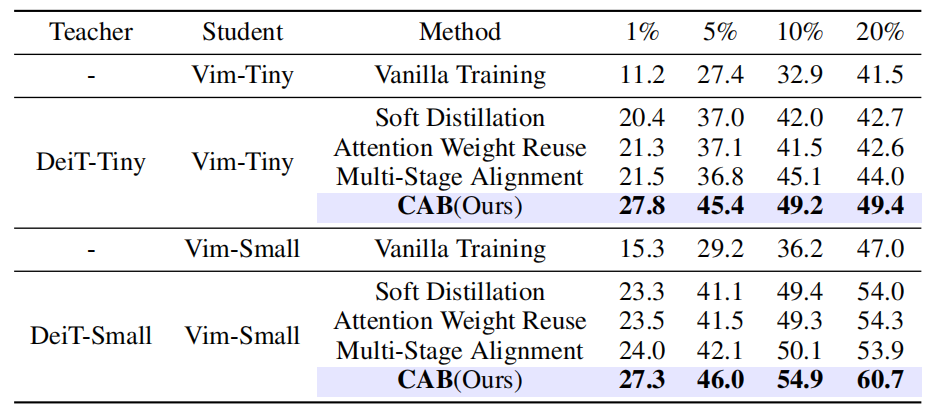 Teacher Student Method 1% 5% 10% 20%
- Vim-Tiny Vanilla Training 11.2 27.4 32.9 41.5
Soft Distillation 20.4 37.0 42.0 42.7
Attention Weight Reuse 21.3 37.1 41.5 42.6
DeiT-Tiny Vim-Tiny
Multi-Stage Alignment 21.5 36.8 45.1 44.0
CAB(Ours) 27.8 45.4 49.2 49.4
- Vim-Small Vanilla Training 15.3 29.2 36.2 47.0
Soft Distillation 23.3 41.1 49.4 54.0
Attention Weight Reuse 23.5 41.5 49.3 54.3
DeiT-Small Vim-Small
Multi-Stage Alignment 24.0 42.1 50.1 53.9
CAB(Ours) 27.3 46.0 54.9 60.7